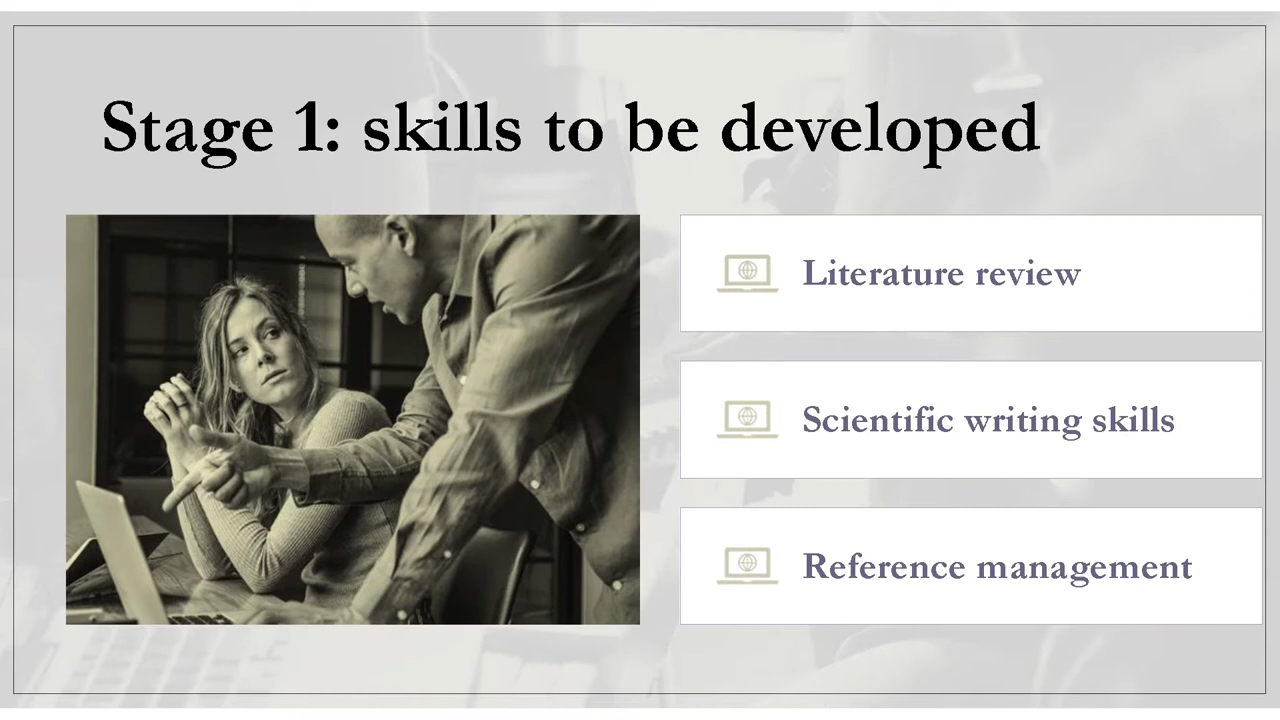 Stage 1: skills to be developed
Literature review
Scientific writing skills
Reference management